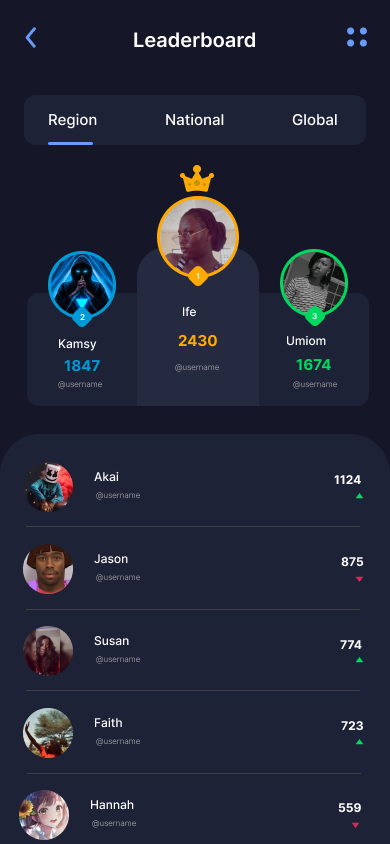 Leaderboard
Region National Global
1
Ife
2430
@username
2
Kamsy
1847
@username
3
Umiom
1674
@username
Akai 1124
@username
Jason 875
@username
Susan 774
@username
Faith 723
@username
Hannah 559
@username